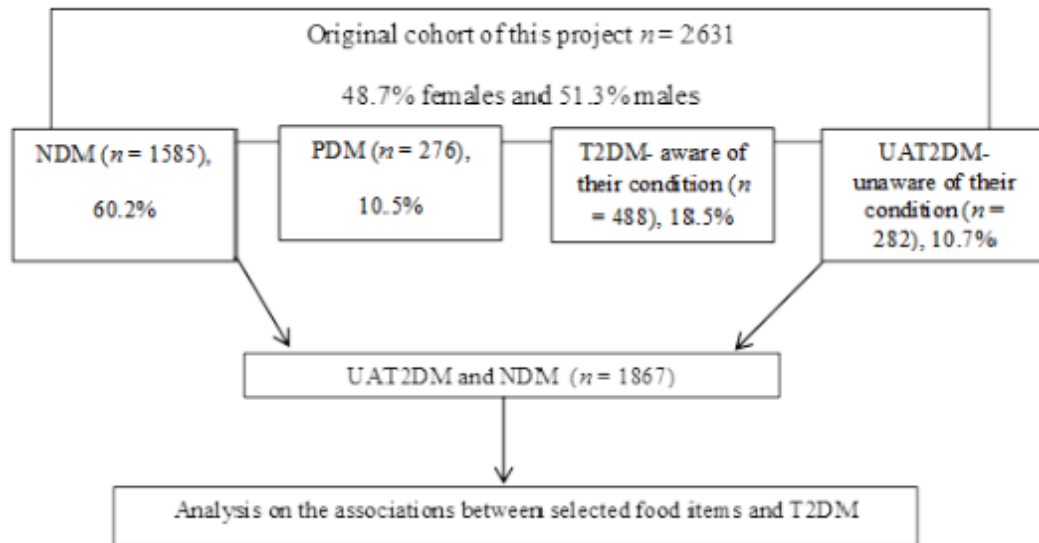 Original cohort of this project n = 2631
48.7% females and 51.3% males
NDM (n = 1585),
60.2%
PDM (n = 276),
10.5%
T2DM- aware of
their condition (n
= 488), 18.5%
UAT2DM-
unaware of their
condition (n =
282), 10.7%
UAT2DM and NDM (n = 1867)
Analysis on the associations between selected food items and T2DM